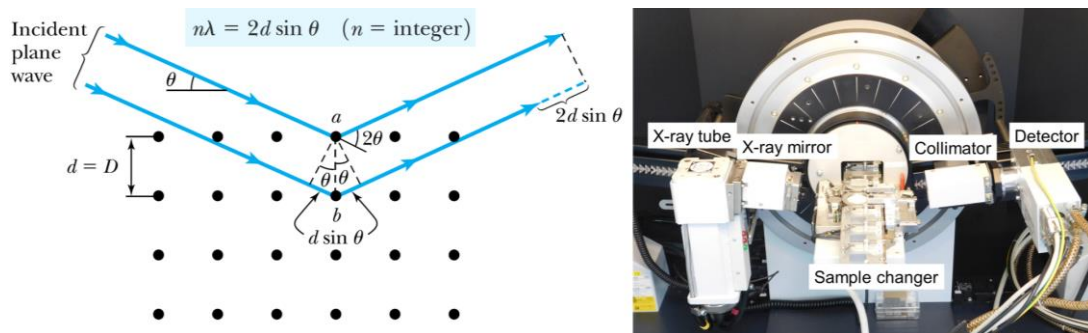 Incident
plane
wave
nλ = 2d sin θ (n = integer)
θ
a
2θ
2d sin θ
d = D
θ θ
b
d sin θ
X-ray tube
X-ray mirror
Collimator
Detector
Sample changer